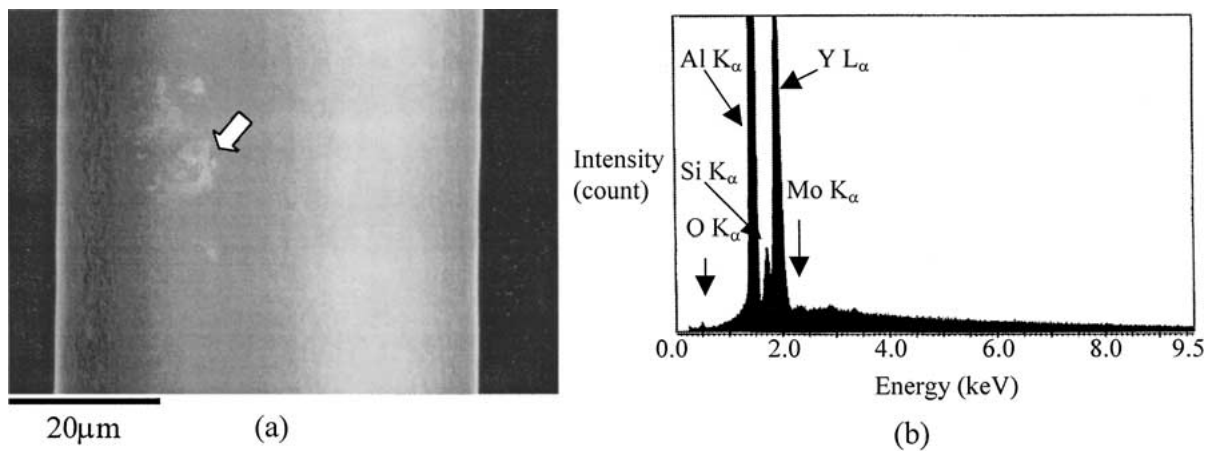 20μm
(a)
Al Kα
Y Lα
Intensity
(count)
Si Kα
Mo Kα
O Kα
0.0 2.0 4.0 6.0 8.0 9.5
Energy (keV)
(b)